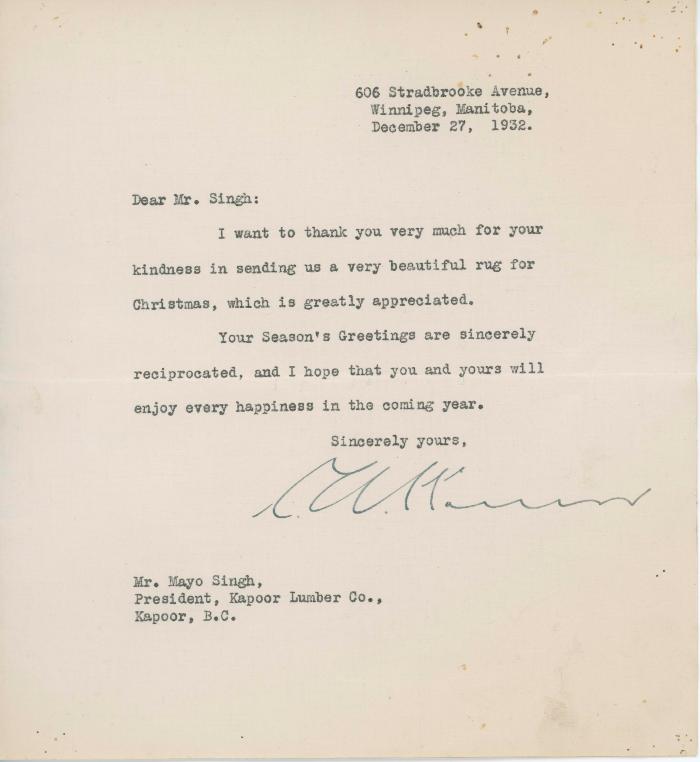 606 Stradbrooke Avenue,
Winnipeg, Manitoba,
December 27, 1932.
Dear Mr. Singh:
I want to thank you very much for your
kindness in sending us a very beautiful rug for
Christmas, which is greatly appreciated.
Your Season's Greetings are sincerely
reciprocated, and I hope that you and yours will
enjoy every happiness in the coming year.
Sincerely yours,
Mr. Mayo Singh,
President, Kapoor Lumber Co.,
Kapoor, B.C.